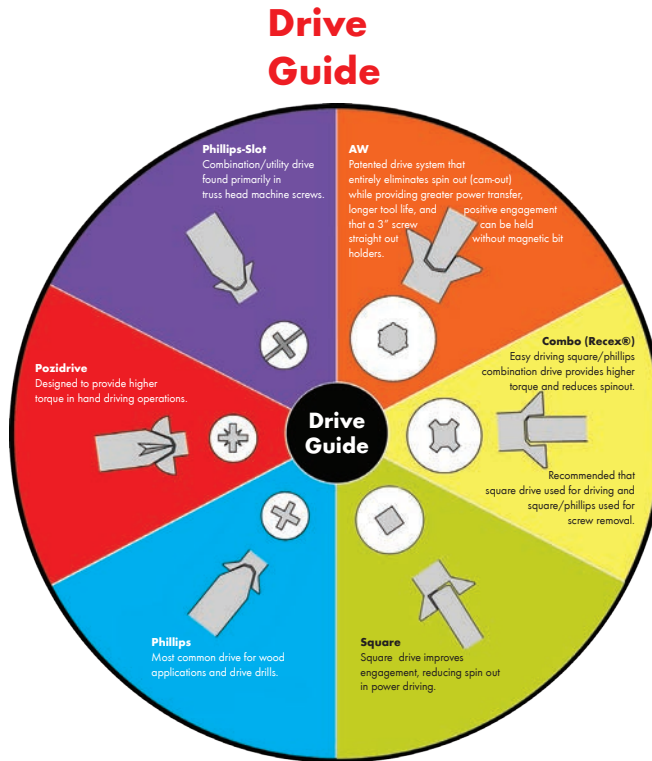 Drive
Guide
Phillips-Slot
Combination/utility drive
found primarily in
truss head machine screws.
AW
Patented drive system that
entirely eliminates spin out (cam-out)
while providing greater power transfer,
longer tool life, and positive engagement
that a 3" screw can be held
straight out without magnetic bit
holders.
Combo (Recex®)
Easy driving square/phillips
combination drive provides higher
torque and reduces spinout.
Recommended that
square drive used for driving and
square/phillips used for
screw removal.
Pozidrive
Designed to provide higher
torque in hand driving operations.
Drive
Guide
Phillips
Most common drive for wood
applications and drive drills.
Square
Square drive improves
engagement, reducing spin out
in power driving.